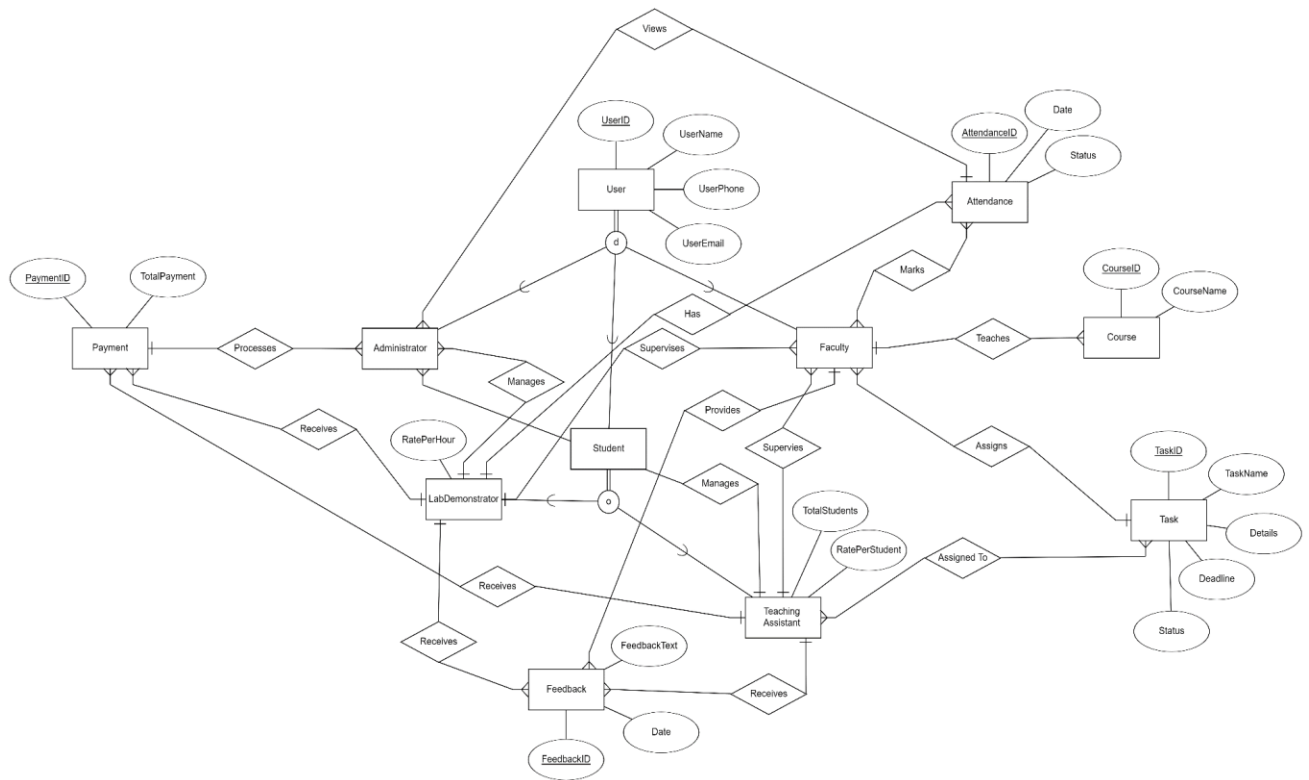 Views
Date
UserID
AttendanceID
UserName
Status
User
UserPhone
Attendance
UserEmail
d
Marks
PaymentID
TotalPayment
CourseID
CourseName
Has
Payment
Processes
Administrator
Supervises
Faculty
Teaches
Course
Manages
Provides
Receives
RatePerHour
Student
Supervies
Assigns
TaskID
TaskName
Manages
LabDemonstrator
o
TotalStudents
Task
Details
RatePerStudent
Assigned To
Deadline
Receives
Teaching
Assistant
Status
Receives
FeedbackText
Feedback
Receives
Date
FeedbackID